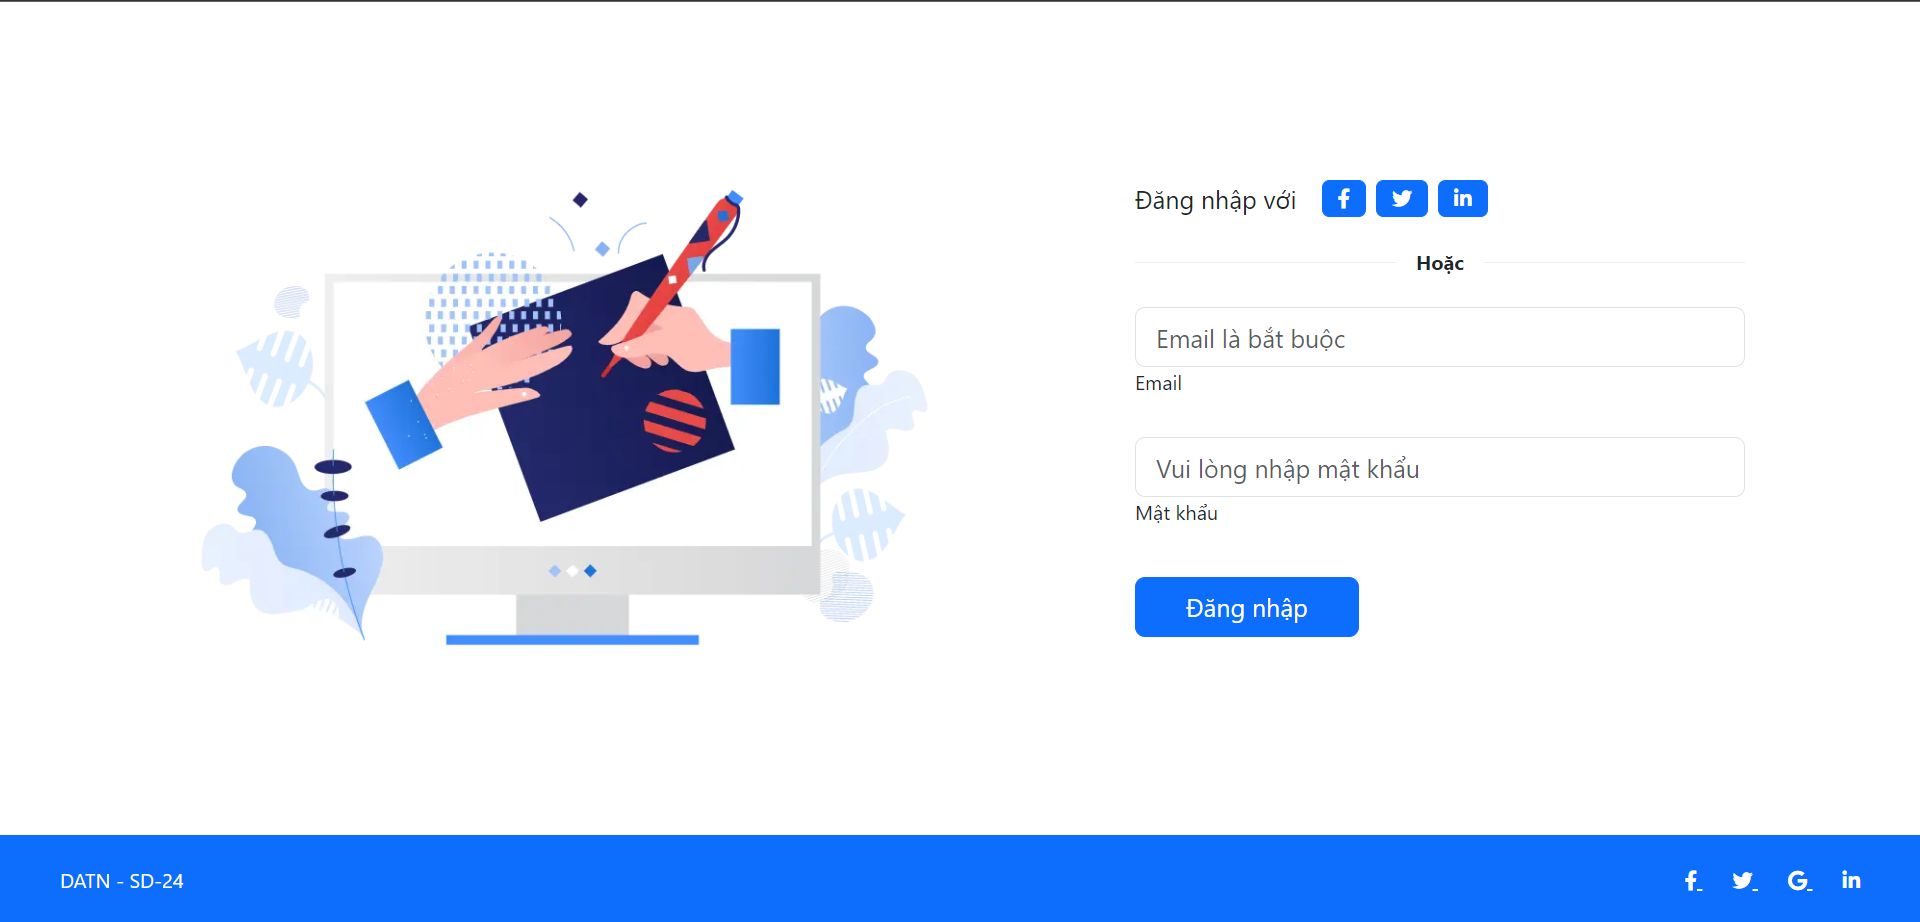 Đăng nhập với
Hoặc
Email là bắt buộc
Email
Vui lòng nhập mật khẩu
Mật khẩu
Đăng nhập
DATN - SD-24